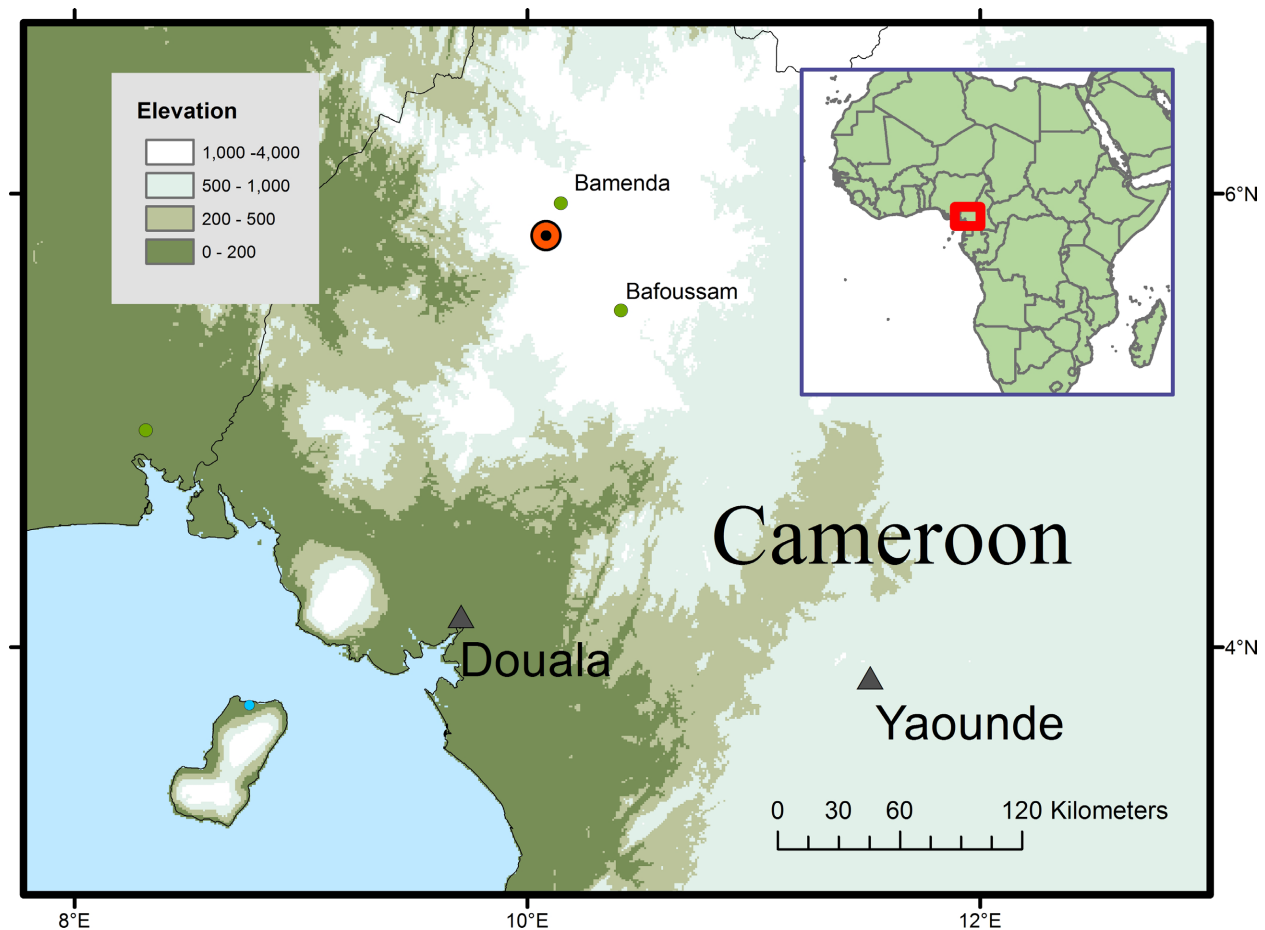 Elevation
1,000 -4,000
500 - 1,000
200 - 500
0 - 200
Bamenda
6°N
Bafoussam
Cameroon
Douala
4°N
Yaounde
0 30 60 120 Kilometers
8°E 10°E 12°E